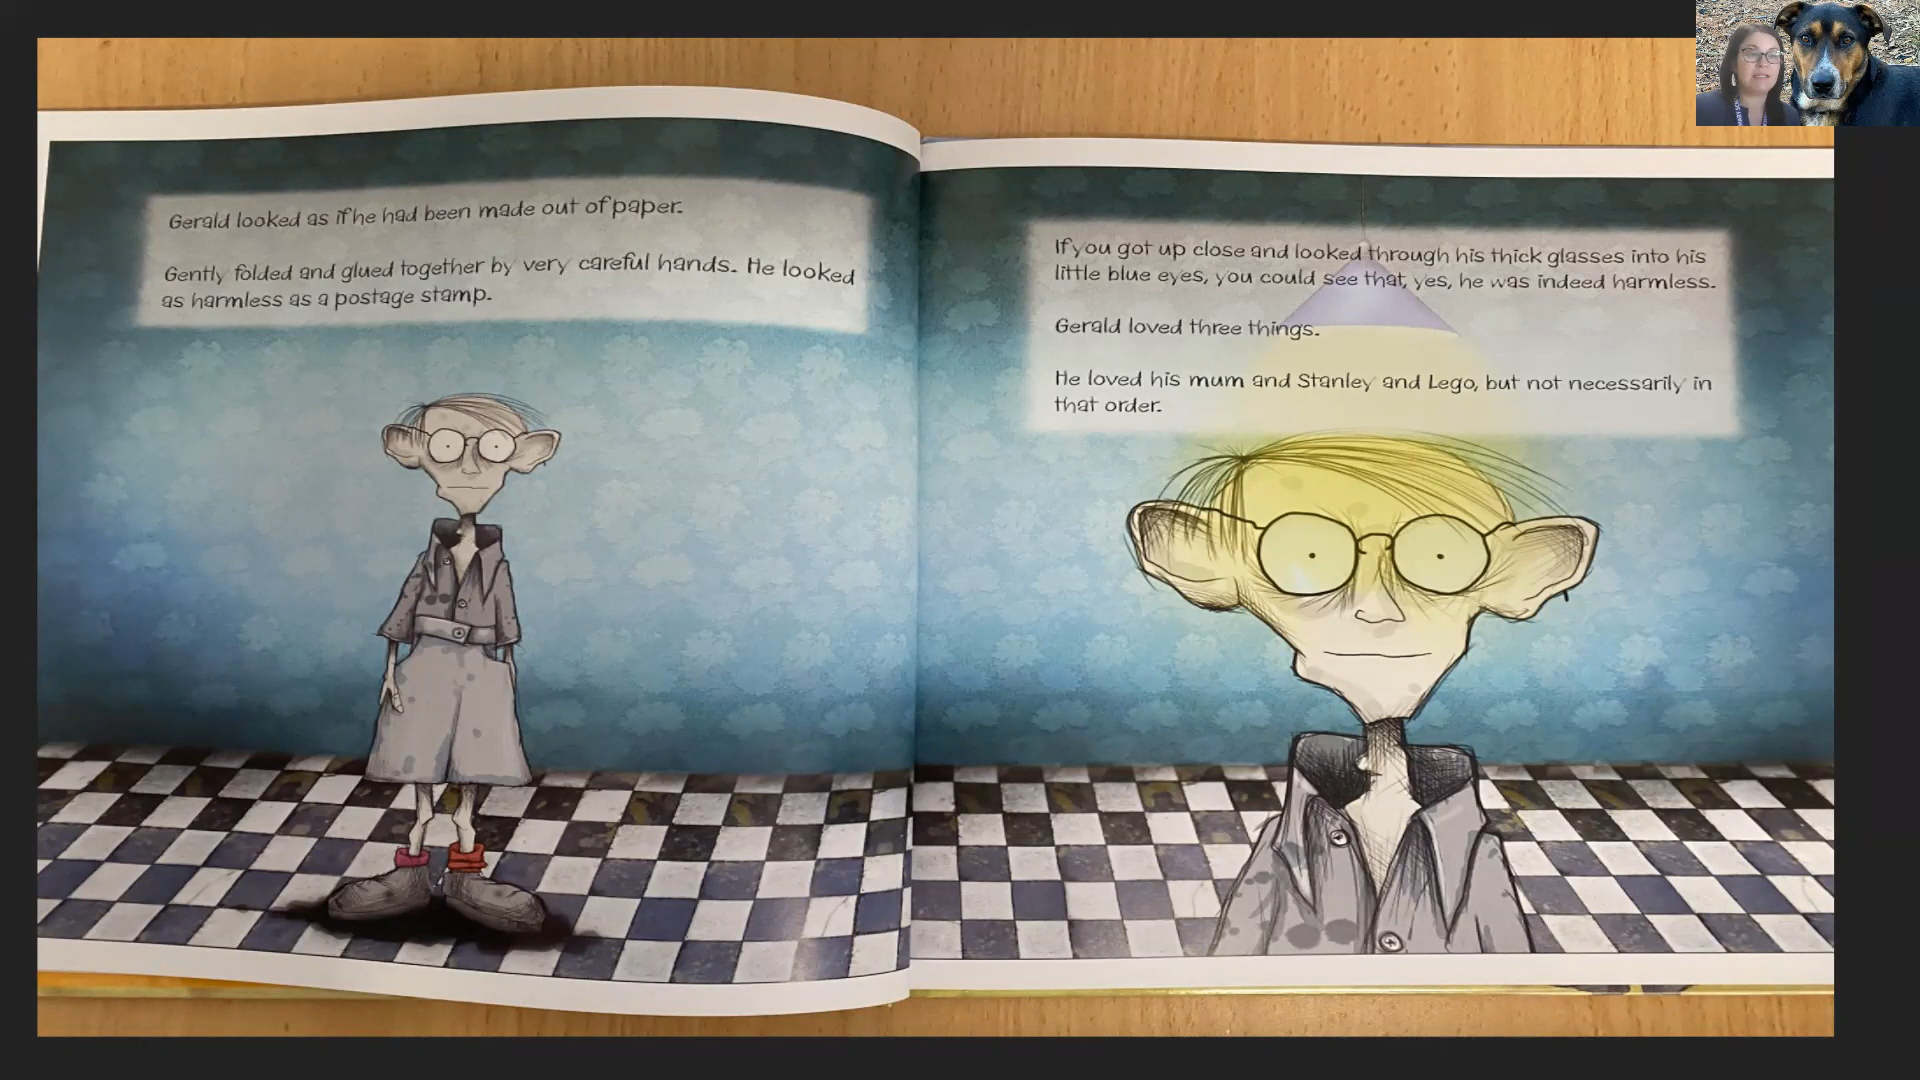 Gerald looked as if he had been made out of paper.
Gently folded and glued together by very careful hands. He looked
as harmless as a postage stamp.
If you got up close and looked through his thick glasses into his
little blue eyes, you could see that, yes, he was indeed harmless.
Gerald loved three things.
He loved his mum and Stanley and Lego, but not necessarily in
that order.